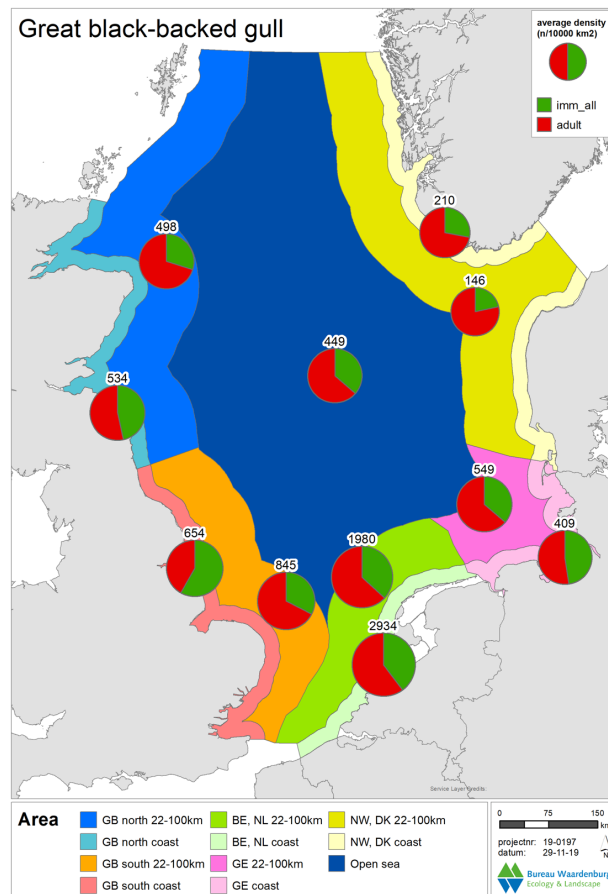 Great black-backed gull
average density
(n/10000 km2)
imm_all
adult
498
210
146
449
534
549
1980
409
654
845
2934
Service Layer Credits:
Area
GB north 22-100km
GB north coast
GB south 22-100km
GB south coast
BE, NL 22-100km
BE, NL coast
GE 22-100km
GE coast
NW, DK 22-100km
NW, DK coast
Open sea
0 75 150
km
projectnr: 19-0197
datum: 29-11-19
N
Bureau Waardenburg
Ecology & Landscape